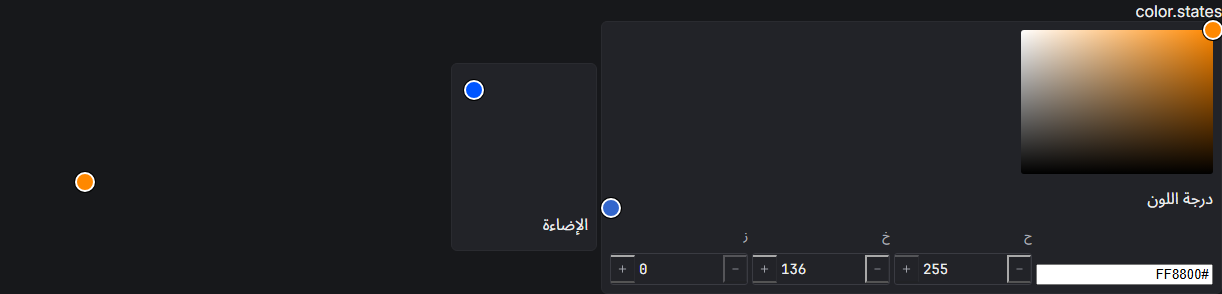 color.states
درجة اللون
الإضاءة
ح
خ
ز
− 255 +
− 136 +
− 0 +
FF8800#